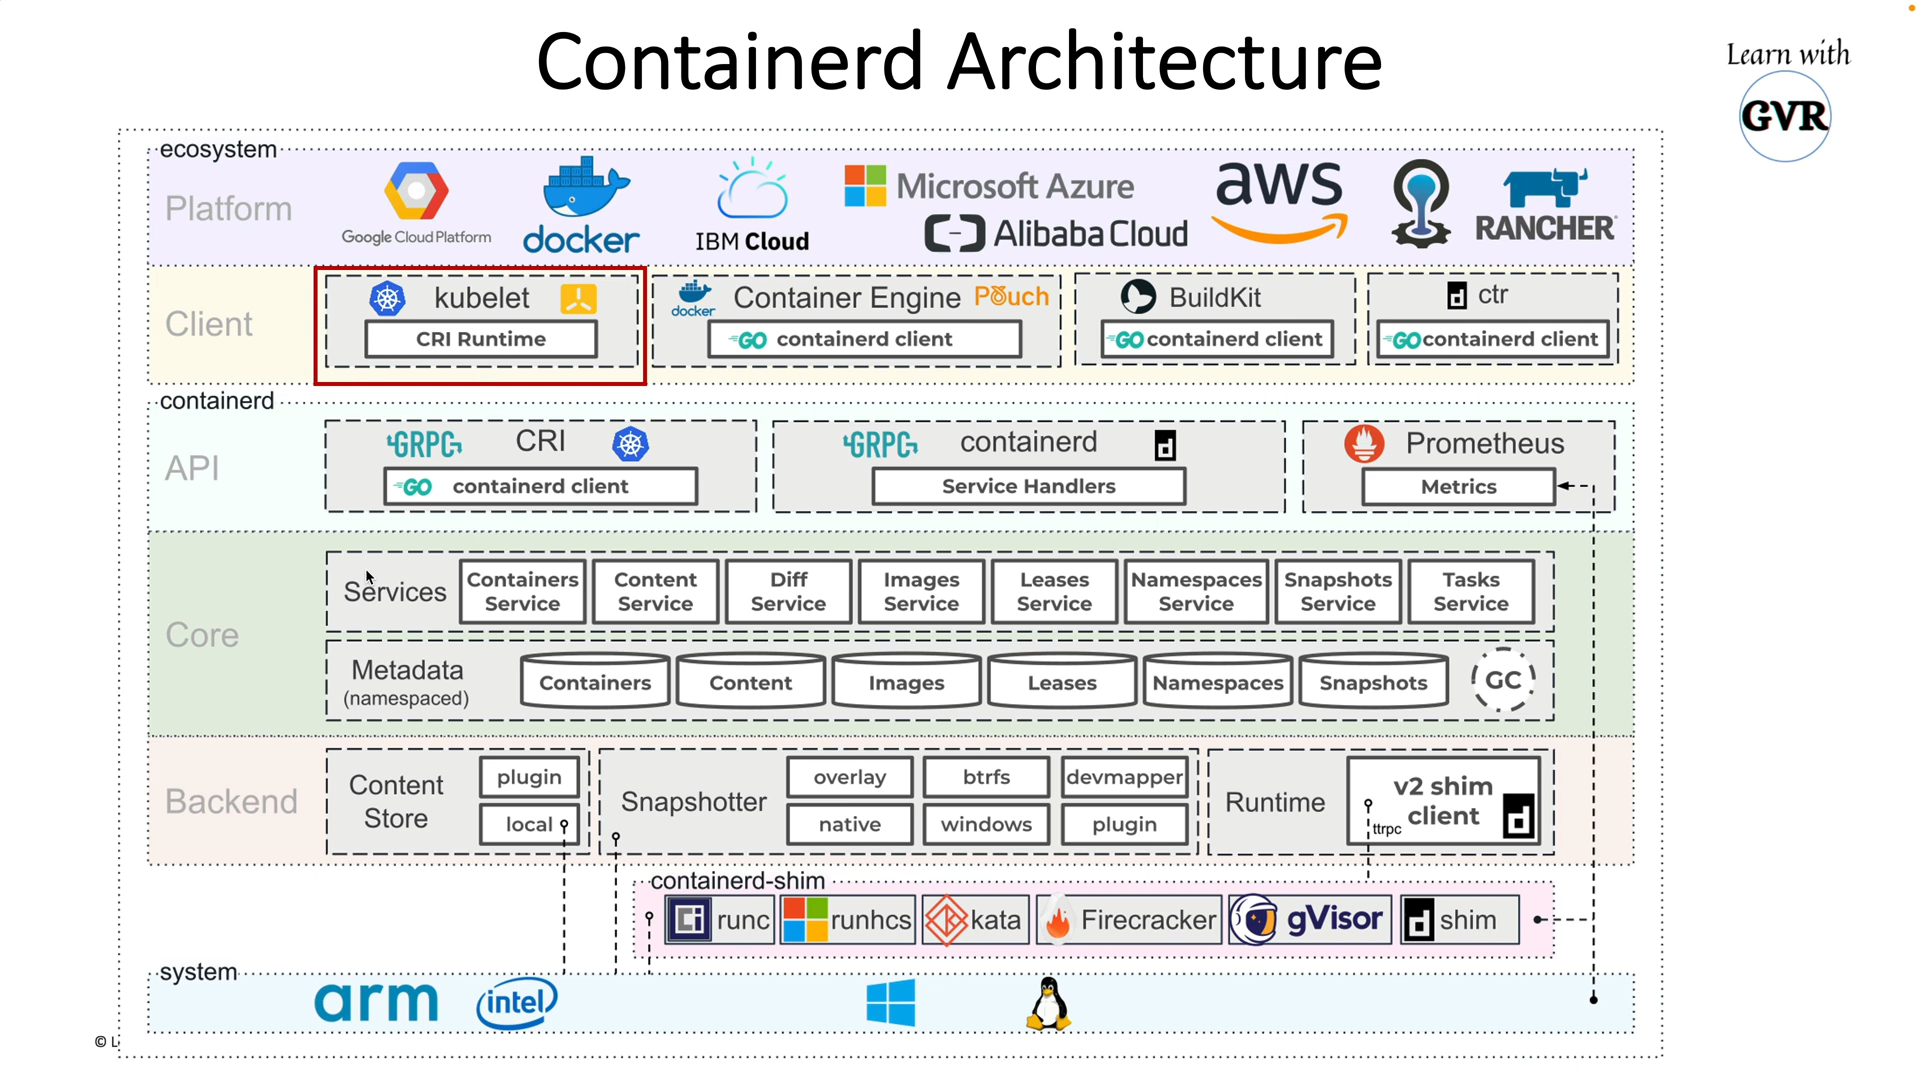 Containerd Architecture
Learn with
GVR
ecosystem
Platform
Google Cloud Platform
docker
IBM Cloud
Microsoft Azure
Alibaba Cloud
aws
RANCHER
Client
kubelet
CRI Runtime
docker
Container Engine
Pouch
GO containerd client
BuildKit
GO containerd client
ctr
GO containerd client
containerd
API
GRPC CRI
GO containerd client
GRPC containerd
Service Handlers
Prometheus
Metrics
Core
Services
Containers
Service
Content
Service
Diff
Service
Images
Service
Leases
Service
Namespaces
Service
Snapshots
Service
Tasks
Service
Metadata
(namespaced)
Containers
Content
Images
Leases
Namespaces
Snapshots
GC
Backend
Content
Store
plugin
local
Snapshotter
overlay
btrfs
devmapper
native
windows
plugin
Runtime
v2 shim
client
ttrpc
containerd-shim
runc
runhcs
kata
Firecracker
gVisor
shim
system
arm
intel
© L